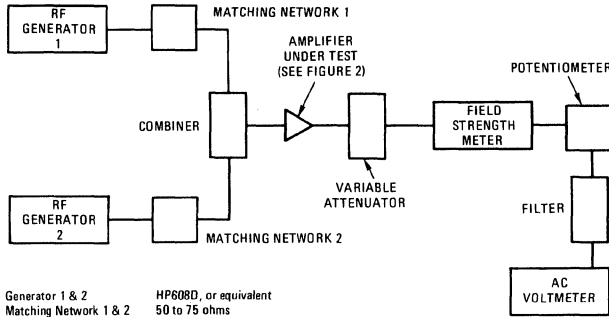 RF
GENERATOR
1
MATCHING NETWORK 1
AMPLIFIER
UNDER TEST
(SEE FIGURE 2)
POTENTIOMETER
COMBINER
FIELD
STRENGTH
METER
VARIABLE
ATTENUATOR
RF
GENERATOR
2
MATCHING NETWORK 2
FILTER
AC
VOLTMETER
Generator 1 & 2 HP608D, or equivalent
Matching Network 1 & 2 50 to 75 ohms